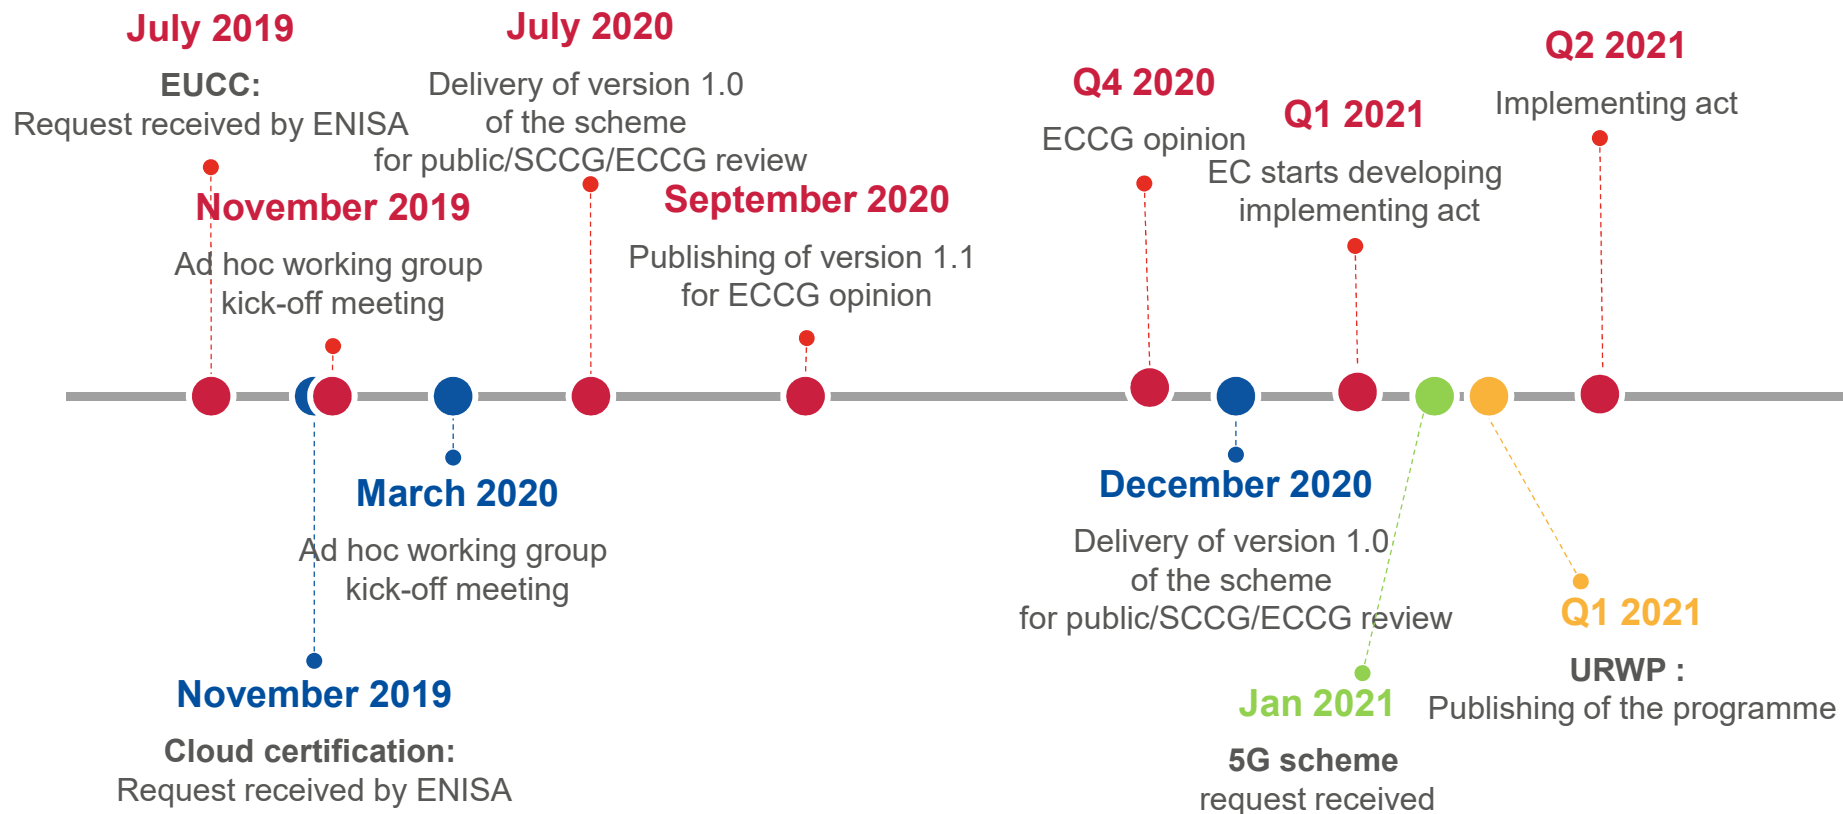 July 2019
EUCC:
Request received by ENISA
November 2019
Ad hoc working group
kick-off meeting
July 2020
Delivery of version 1.0
of the scheme
for public/SCCG/ECCG review
September 2020
Publishing of version 1.1
for ECCG opinion
Q4 2020
ECCG opinion
Q1 2021
EC starts developing
implementing act
Q2 2021
Implementing act
November 2019
Cloud certification:
Request received by ENISA
March 2020
Ad hoc working group
kick-off meeting
December 2020
Delivery of version 1.0
of the scheme
for public/SCCG/ECCG review
Jan 2021
5G scheme
request received
Q1 2021
URWP :
Publishing of the programme